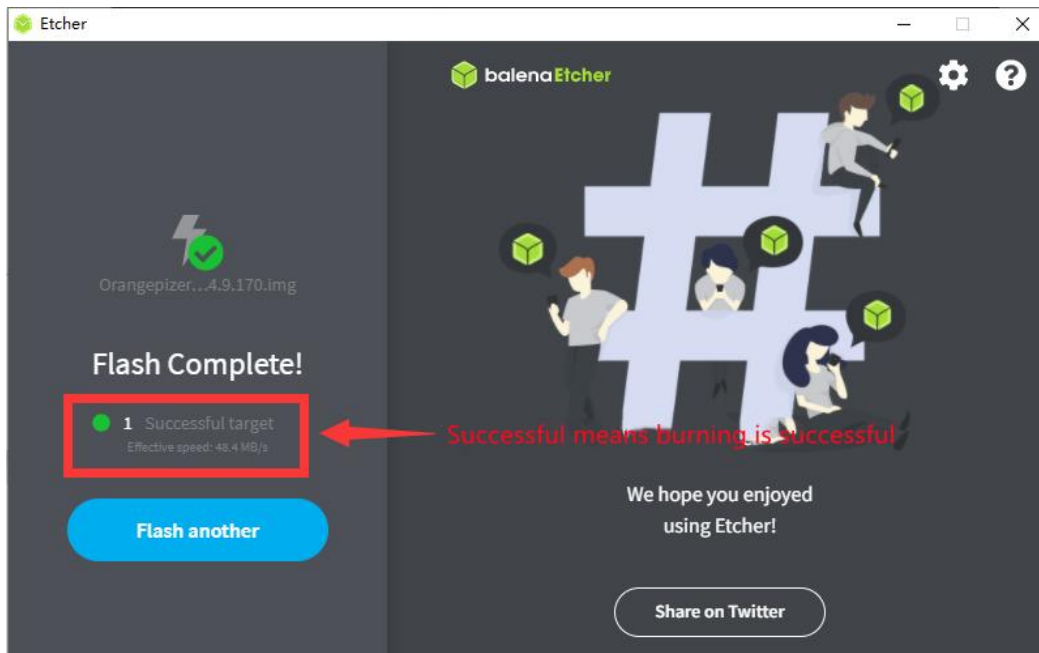 Etcher
balenaEtcher
Orangepizer...4.9.170.img
Flash Complete!
1 Successful target
Effective speed: 48.4 MB/s
Successful means burning is successful
Flash another
We hope you enjoyed
using Etcher!
Share on Twitter